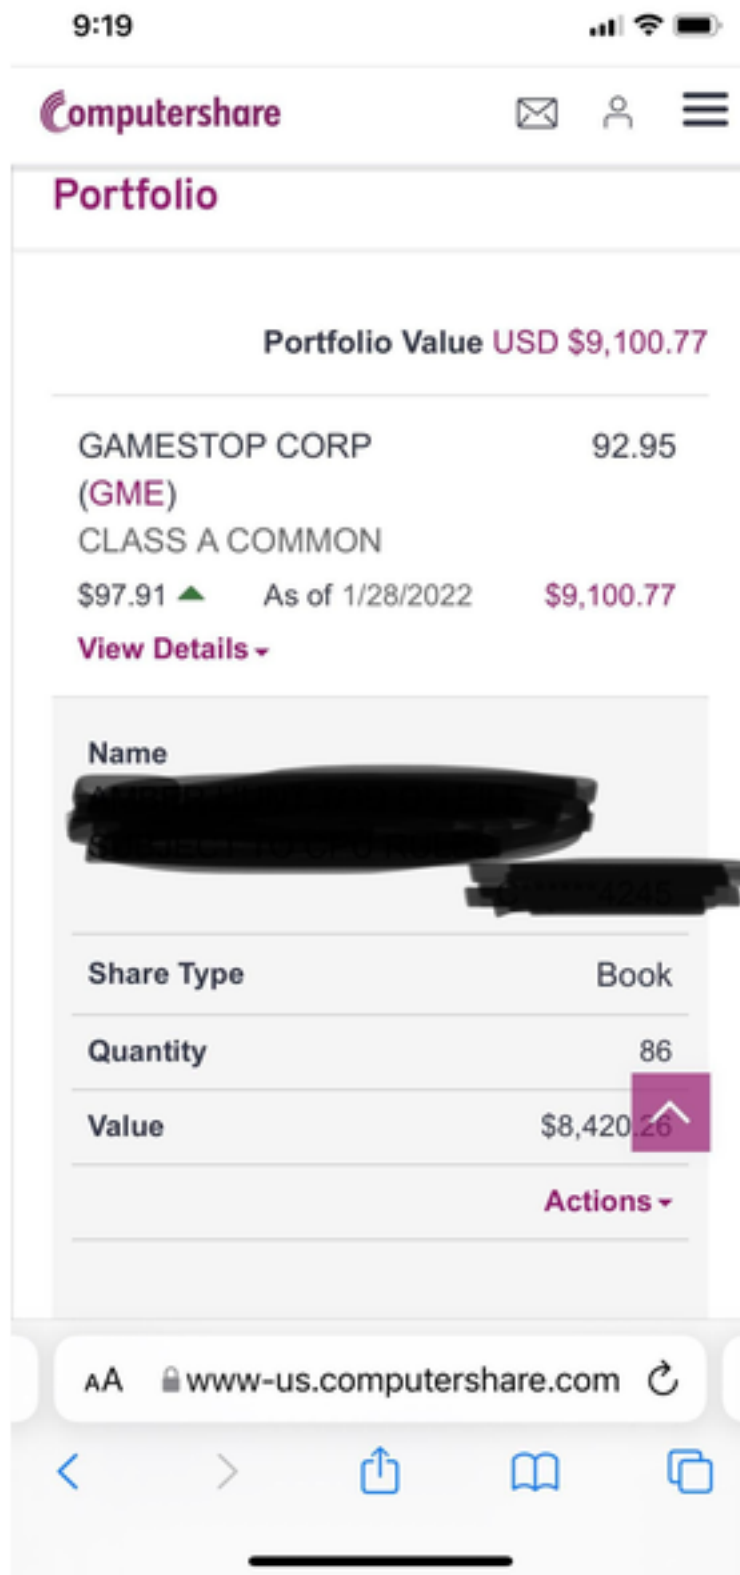 9:19
Computershare
Portfolio
Portfolio Value USD $9,100.77
GAMESTOP CORP 92.95
(GME)
CLASS A COMMON
$97.91 As of 1/28/2022 $9,100.77
View Details
Name
Share Type Book
Quantity 86
Value $8,420.26
Actions
AA www-us.computershare.com